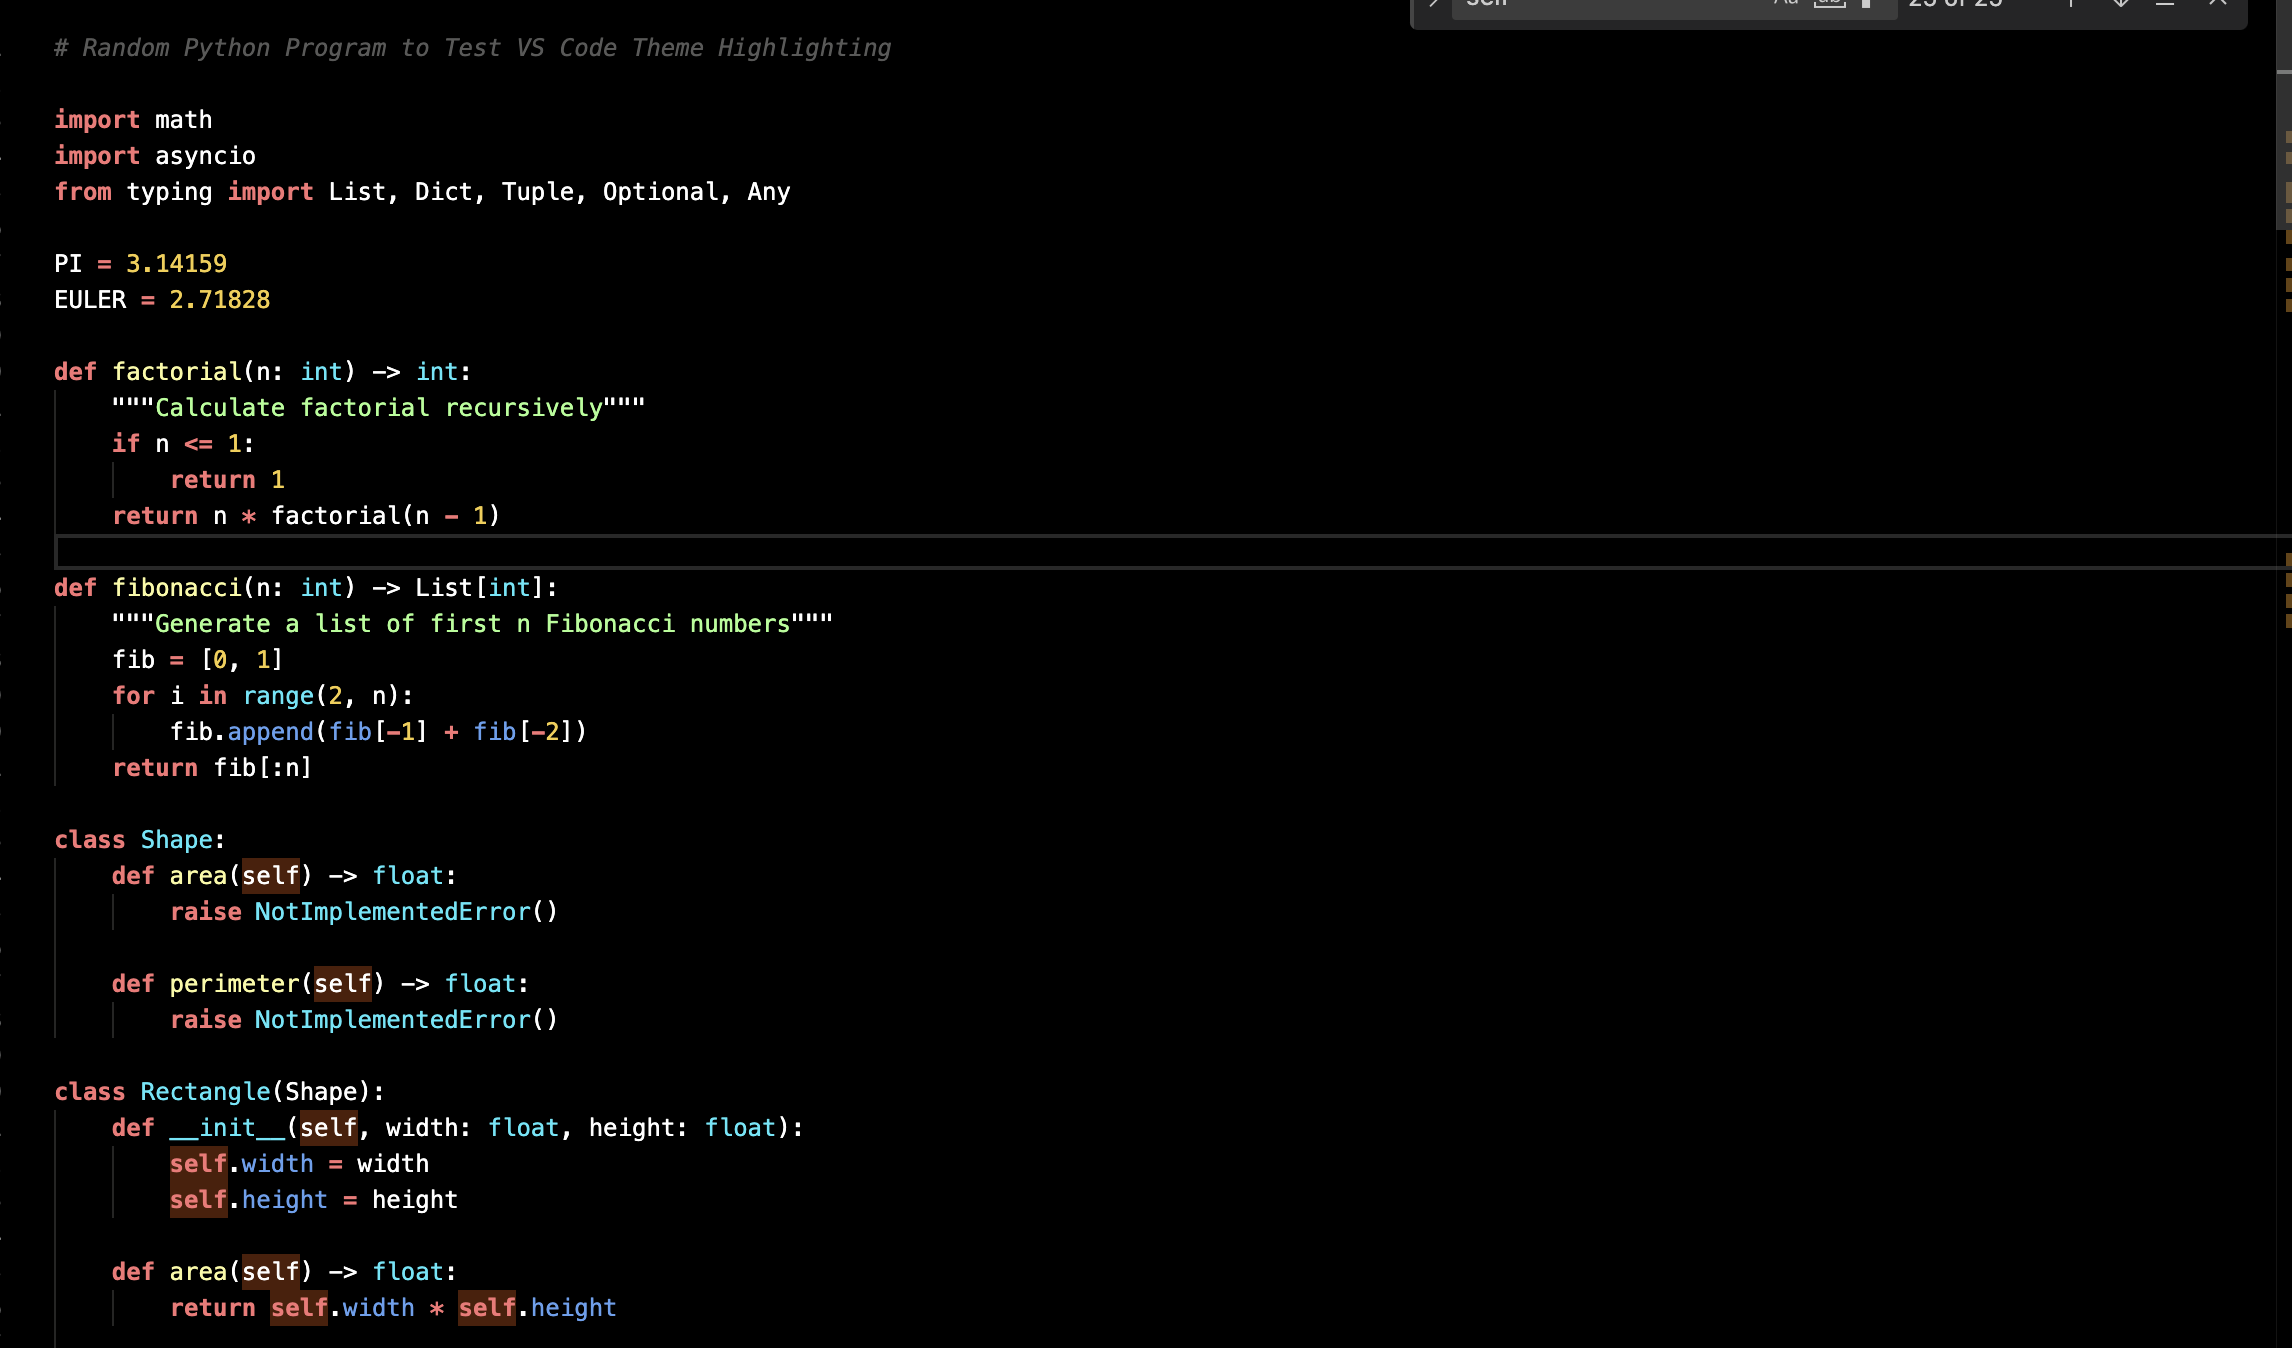 # Random Python Program to Test VS Code Theme Highlighting
import math
import asyncio
from typing import List, Dict, Tuple, Optional, Any
PI = 3.14159
EULER = 2.71828
def factorial(n: int) -> int:
    """Calculate factorial recursively"""
    if n <= 1:
        return 1
    return n * factorial(n - 1)
def fibonacci(n: int) -> List[int]:
    """Generate a list of first n Fibonacci numbers"""
    fib = [0, 1]
    for i in range(2, n):
        fib.append(fib[-1] + fib[-2])
    return fib[:n]
class Shape:
    def area(self) -> float:
        raise NotImplementedError()
    def perimeter(self) -> float:
        raise NotImplementedError()
class Rectangle(Shape):
    def __init__(self, width: float, height: float):
        self.width = width
        self.height = height
    def area(self) -> float:
        return self.width * self.height